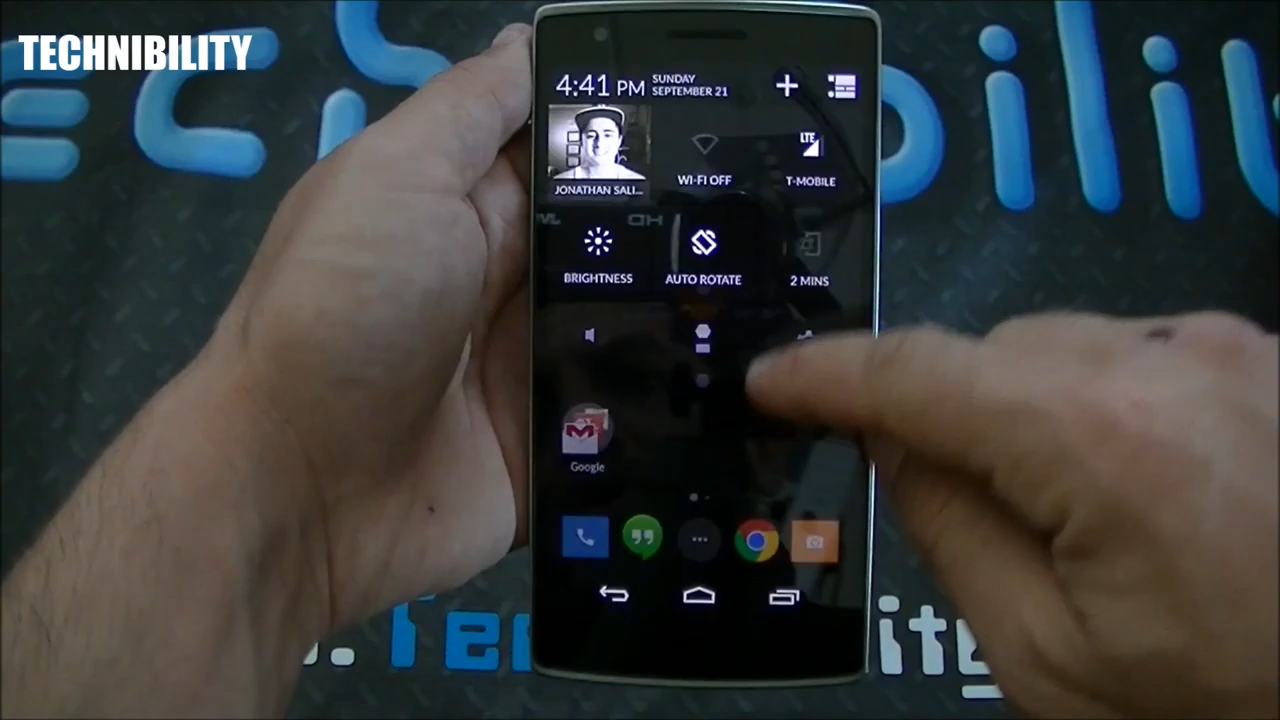 TECHNIBILITY
4:41 PM
SUNDAY
SEPTEMBER 21
LTE
JONATHAN SALI...
WI-FI OFF
T-MOBILE
BRIGHTNESS
AUTO ROTATE
2 MINS
Google